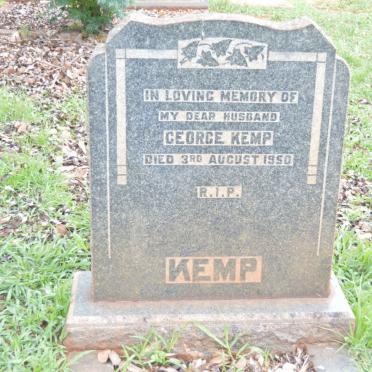 IN LOVING MEMORY OF
MY DEAR HUSBAND
GEORGE KEMP
DIED 3RD AUGUST 1950
R.I.P.
KEMP